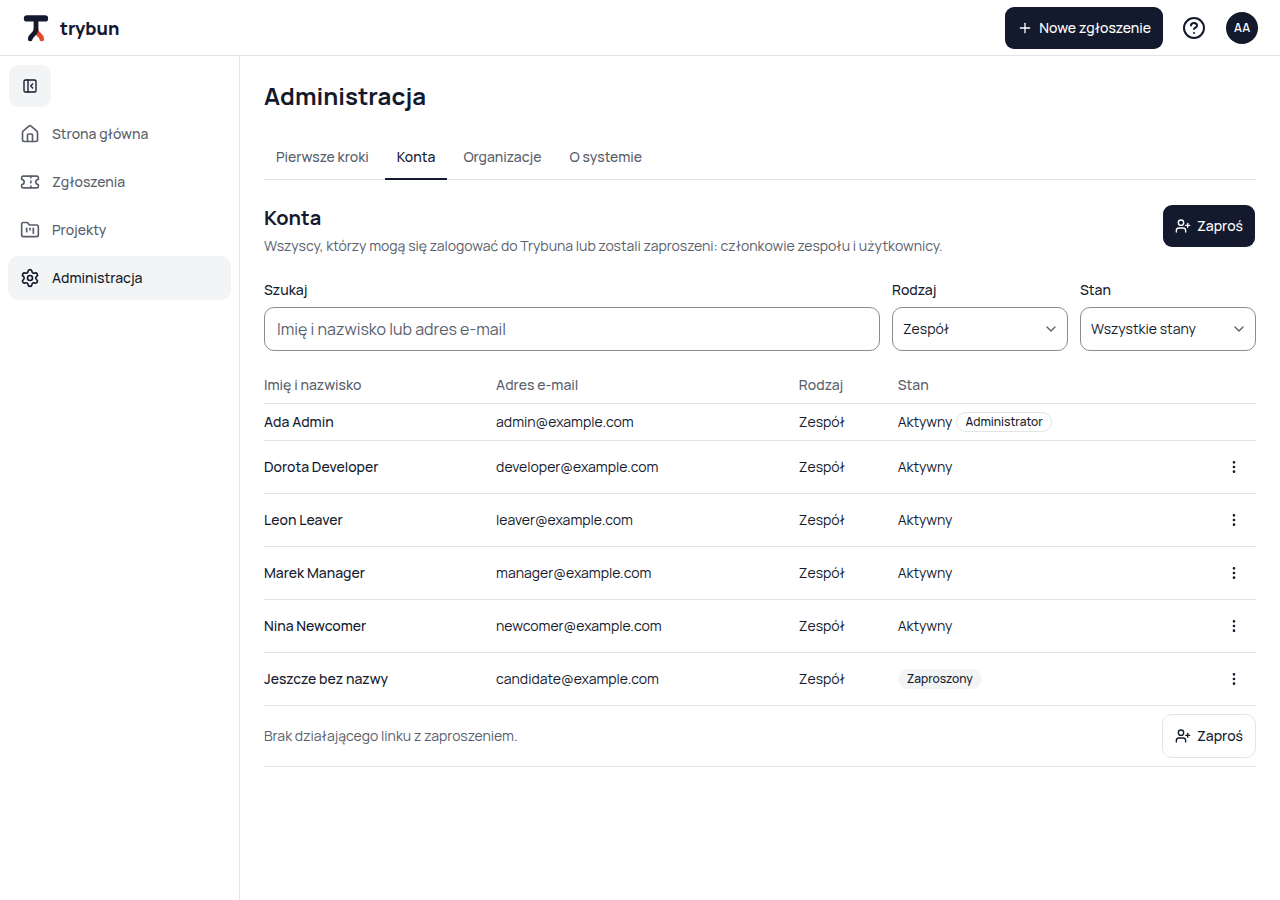 trybun
Nowe zgłoszenie
AA
Strona główna
Zgłoszenia
Projekty
Administracja
Administracja
Pierwsze kroki Konta Organizacje O systemie
Konta
Wszyscy, którzy mogą się zalogować do Trybuna lub zostali zaproszeni: członkowie zespołu i użytkownicy.
Zaproś
Szukaj Rodzaj Stan
Imię i nazwisko lub adres e-mail Zespół Wszystkie stany
Imię i nazwisko Adres e-mail Rodzaj Stan
Ada Admin admin@example.com Zespół Aktywny Administrator
Dorota Developer developer@example.com Zespół Aktywny
Leon Leaver leaver@example.com Zespół Aktywny
Marek Manager manager@example.com Zespół Aktywny
Nina Newcomer newcomer@example.com Zespół Aktywny
Jeszcze bez nazwy candidate@example.com Zespół Zaproszony
Brak działającego linku z zaproszeniem. Zaproś